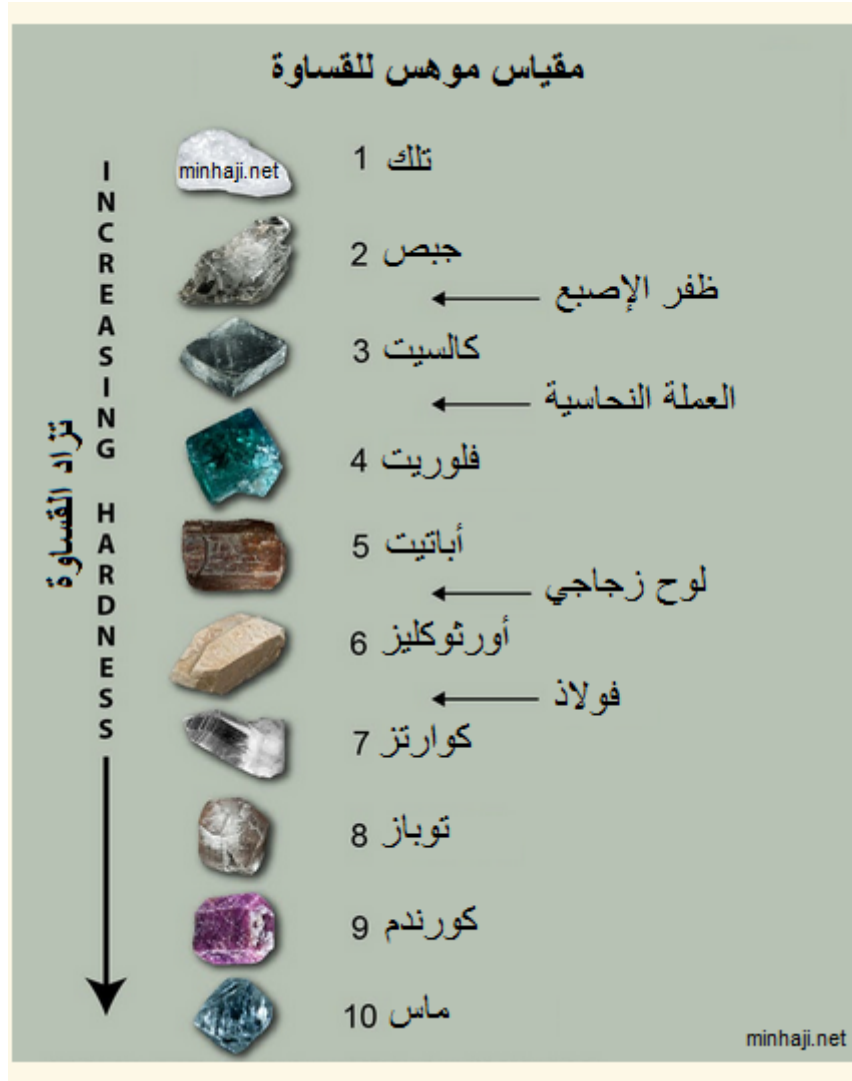 مقياس موهس للقساوة
minhaji.net
تلك 1
جبص 2
ظفر الإصبع
كالسيت 3
العملة النحاسية
فلوريت 4
أباتيت 5
لوح زجاجي
أورثوكليز 6
فولاذ
كوارتز 7
توباز 8
كورندم 9
ماس 10
INCREASING HARDNESS
تزاد القساوة
minhaji.net